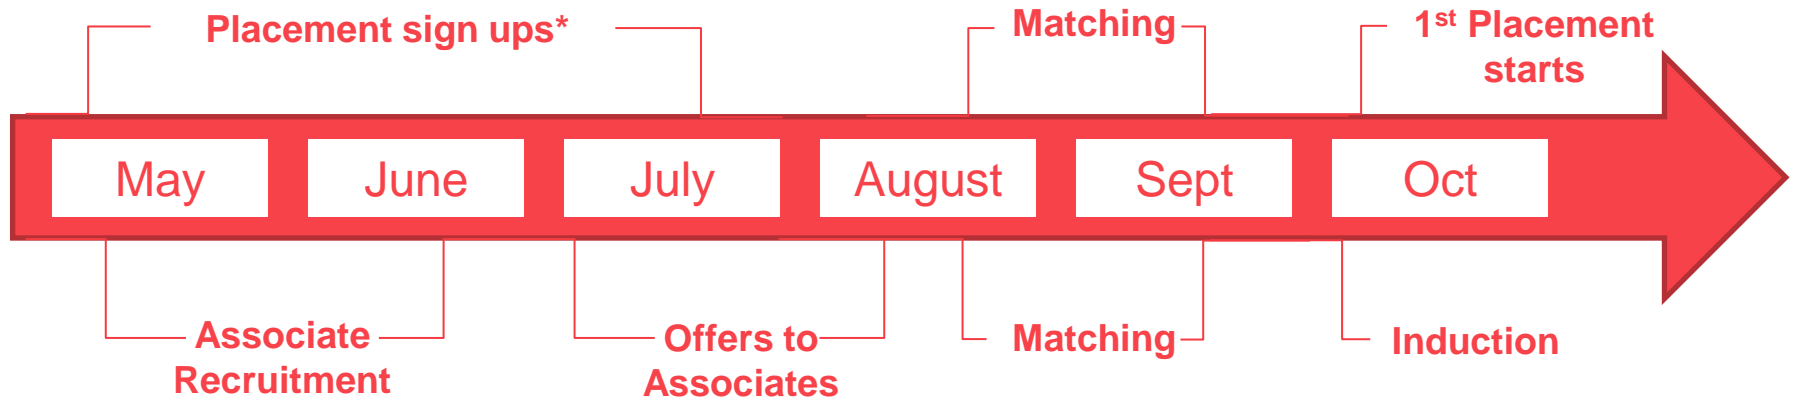 Placement sign ups*
Matching
1st Placement
starts
May
June
July
August
Sept
Oct
Associate
Recruitment
Offers to
Associates
Matching
Induction